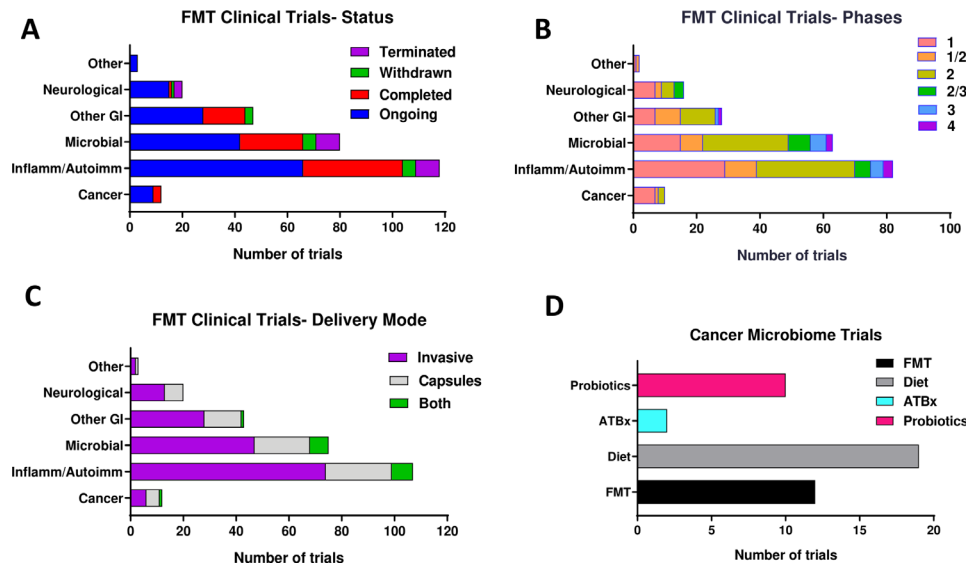 A
FMT Clinical Trials- Status
Terminated
Withdrawn
Completed
Ongoing
Other
Neurological
Other GI
Microbial
Inflamm/Autoimm
Cancer
0 20 40 60 80 100 120
Number of trials
B
FMT Clinical Trials- Phases
1
1/2
2
2/3
3
4
Other
Neurological
Other GI
Microbial
Inflamm/Autoimm
Cancer
0 20 40 60 80 100
Number of trials
C
FMT Clinical Trials- Delivery Mode
Invasive
Capsules
Both
Other
Neurological
Other GI
Microbial
Inflamm/Autoimm
Cancer
0 20 40 60 80 100 120
Number of trials
D
Cancer Microbiome Trials
FMT
Diet
ATBx
Probiotics
Probiotics
ATBx
Diet
FMT
0 5 10 15 20
Number of trials